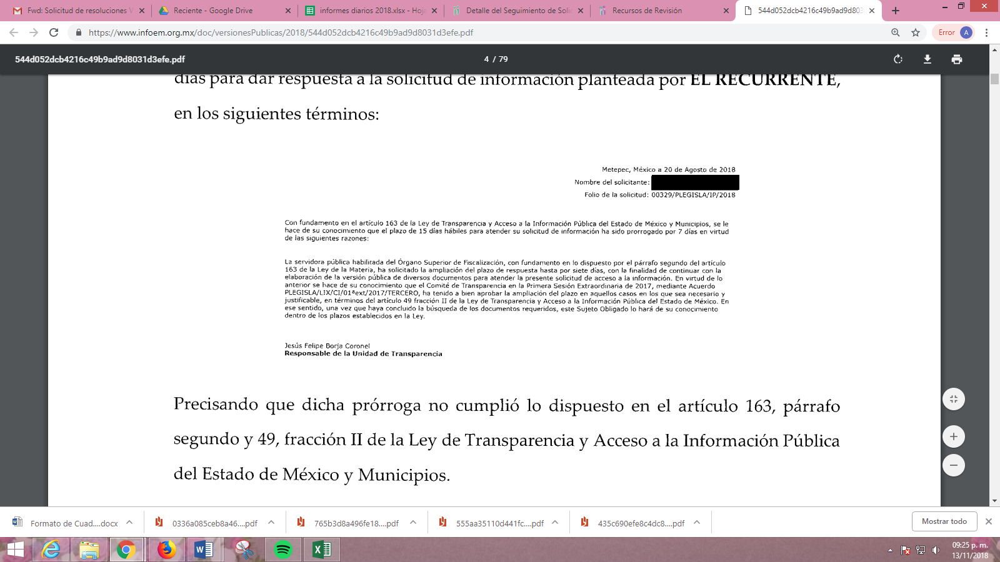 Fwd: Solicitud de resoluciones V
Reciente - Google Drive
informes diarios 2018.xlsx - Hoja
Detalle del Seguimiento de Solic
Recursos de Revisión
544d052dcb4216c49b9ad9d803
https://www.infoem.org.mx/doc/versionesPublicas/2018/544d052dcb4216c49b9ad9d8031d3efe.pdf
Error A
544d052dcb4216c49b9ad9d8031d3efe.pdf
4 / 79
días para dar respuesta a la solicitud de información planteada por EL RECURRENTE,
en los siguientes términos:
Metepec, México a 20 de Agosto de 2018
Nombre del solicitante:
Folio de la solicitud: 00329/PLEGISLA/IP/2018
Con fundamento en el artículo 163 de la Ley de Transparencia y Acceso a la Información Pública del Estado de México y Municipios, se le
hace de su conocimiento que el plazo de 15 días hábiles para atender su solicitud de información ha sido prorrogado por 7 días en virtud
de las siguientes razones:
La servidora pública habilitada del Órgano Superior de Fiscalización, con fundamento en lo dispuesto por el párrafo segundo del artículo
163 de la Ley de la Materia, ha solicitado la ampliación del plazo de respuesta hasta por siete días, con la finalidad de continuar con la
elaboración de la versión pública de diversos documentos para atender la presente solicitud de acceso a la información. En virtud de lo
anterior se hace de su conocimiento que el Comité de Transparencia en la Primera Sesión Extraordinaria de 2017, mediante Acuerdo
PLEGISLA/LIX/CI/01ªext/2017/TERCERO, ha tenido a bien aprobar la ampliación del plazo en aquellos casos en los que sea necesario y
justificable, en términos del artículo 49 fracción II de la Ley de Transparencia y Acceso a la Información Pública del Estado de México. En
ese sentido, una vez que haya concluido la búsqueda de los documentos requeridos, este Sujeto Obligado lo hará de su conocimiento
dentro de los plazos establecidos en la Ley.
Jesús Felipe Borja Coronel
Responsable de la Unidad de Transparencia
Precisando que dicha prórroga no cumplió lo dispuesto en el artículo 163, párrafo
segundo y 49, fracción II de la Ley de Transparencia y Acceso a la Información Pública
del Estado de México y Municipios.
Formato de Cuad....docx
0336a085ceb8a46....pdf
765b3d8a496fe18....pdf
555aa35110d441fc....pdf
435c690efe8c4dc8....pdf
Mostrar todo
09:25 p. m.
13/11/2018